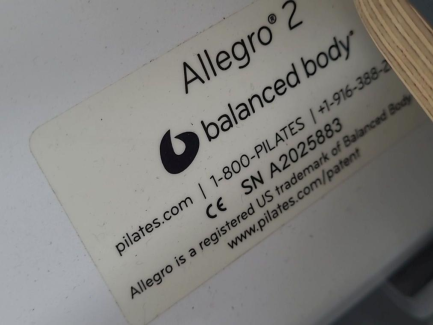 Allegro® 2
balanced body®
pilates.com | 1-800-PILATES | +1-916-388-2
CE SN A2025883
Allegro is a registered US trademark of Balanced Body
www.pilates.com/patent